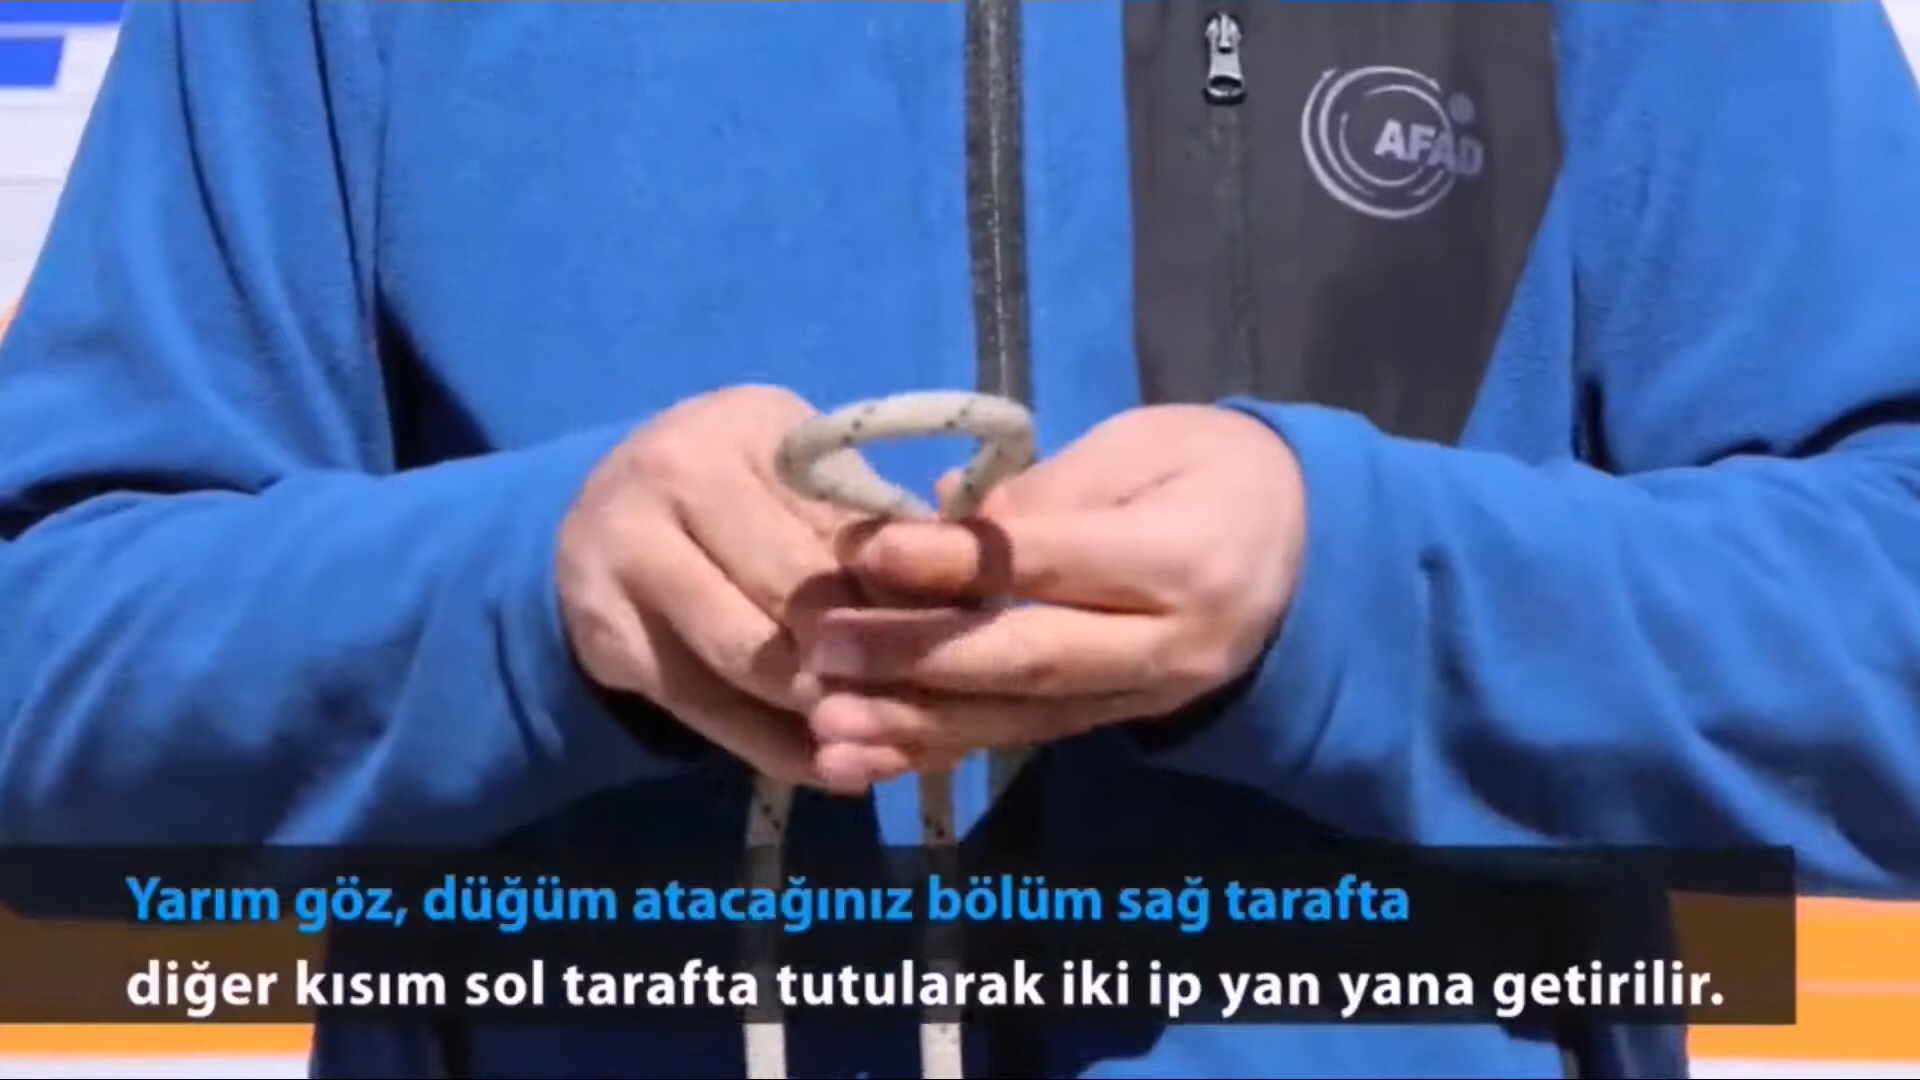 AFAD
Yarım göz, düğüm atacağınız bölüm sağ tarafta
diğer kısım sol tarafta tutularak iki ip yan yana getirilir.